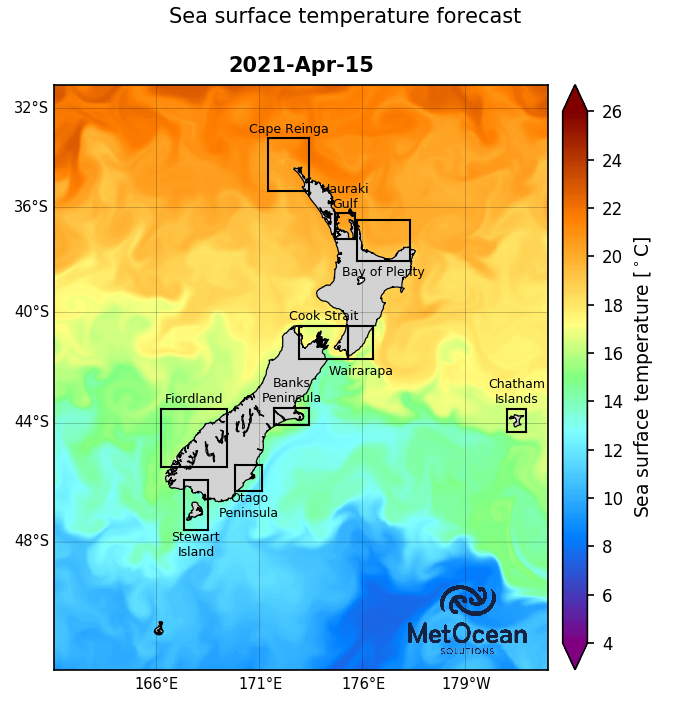 Sea surface temperature forecast
2021-Apr-15
32°S
36°S
40°S
44°S
48°S
166°E
171°E
176°E
179°W
Cape Reinga
Hauraki
Gulf
Bay of Plenty
Cook Strait
Wairarapa
Banks
Peninsula
Fiordland
Chatham
Islands
Otago
Peninsula
Stewart
Island
MetOcean
SOLUTIONS
26
24
22
20
18
16
14
12
10
8
6
4
Sea surface temperature [°C]